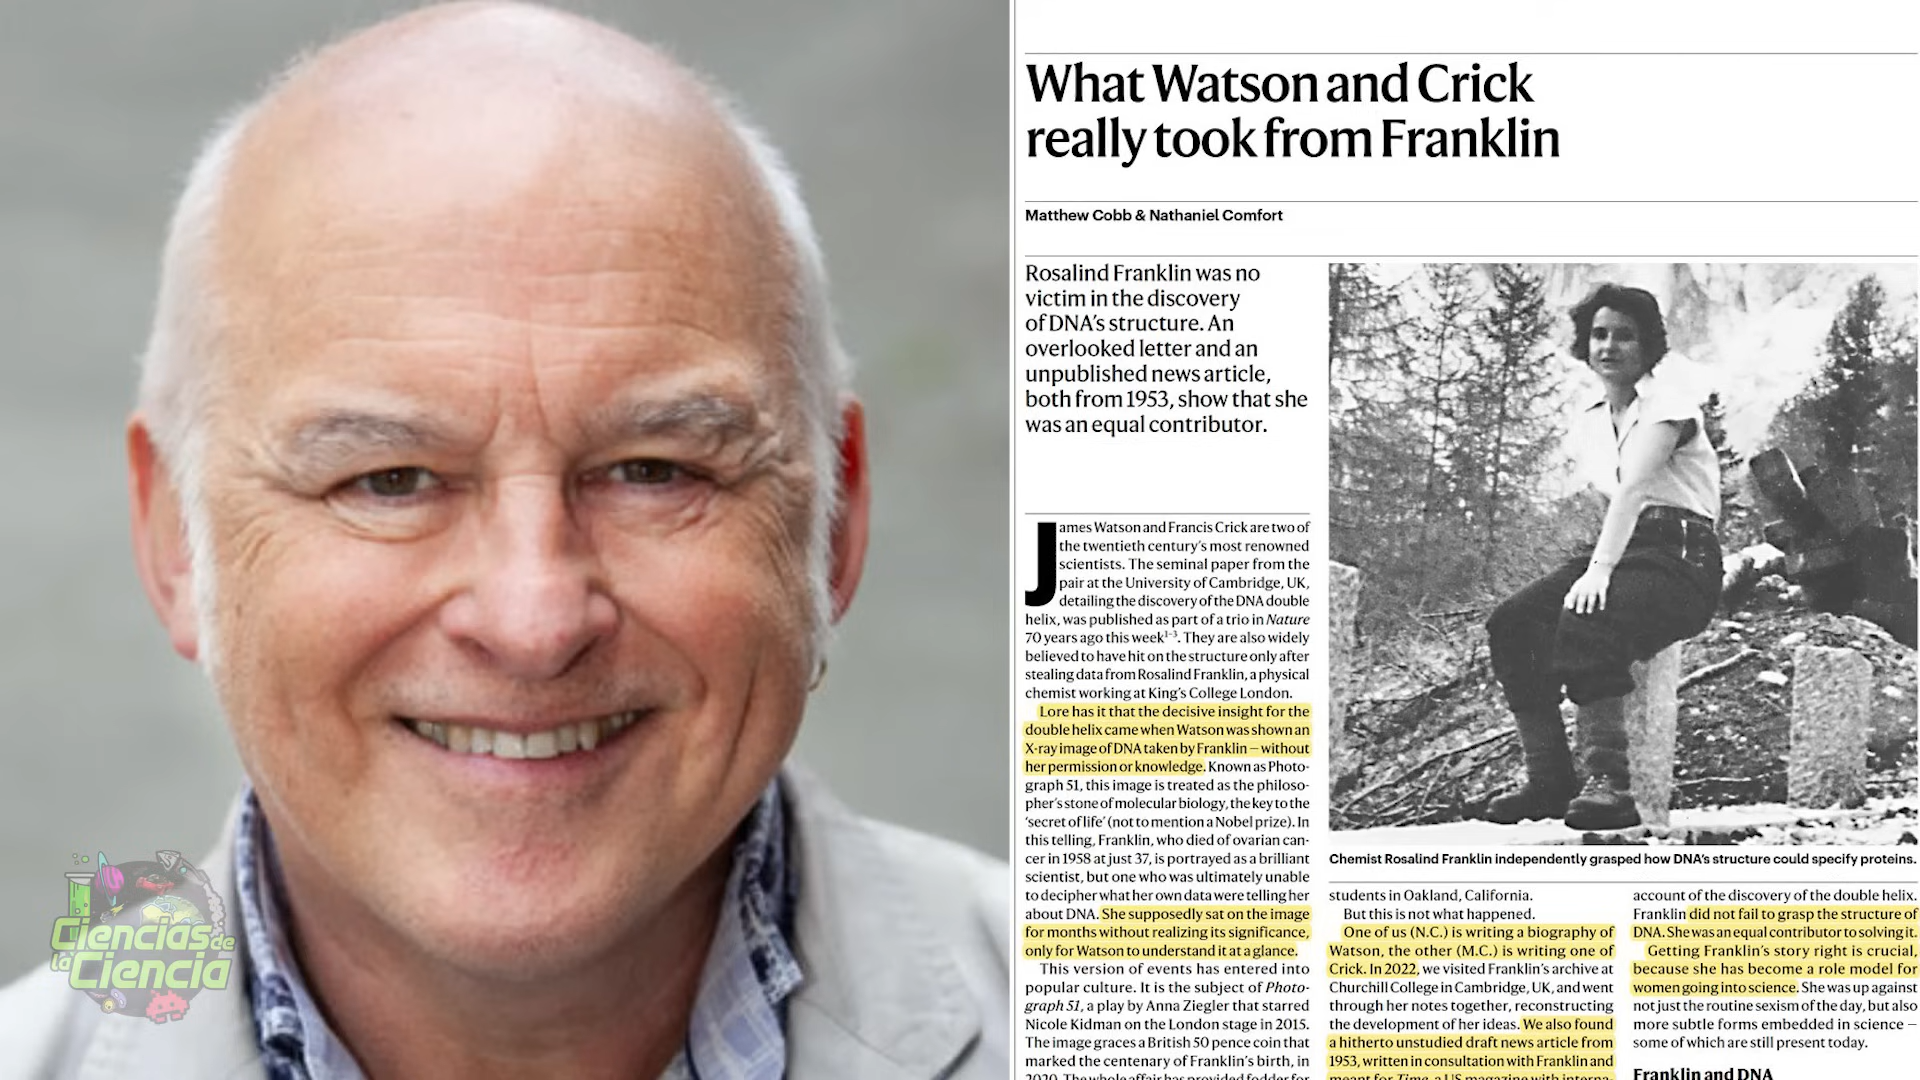 What Watson and Crick
really took from Franklin
Matthew Cobb & Nathaniel Comfort
Rosalind Franklin was no
victim in the discovery
of DNA’s structure. An
overlooked letter and an
unpublished news article,
both from 1953, show that she
was an equal contributor.
James Watson and Francis Crick are two of
the twentieth century’s most renowned
scientists. The seminal paper from the
pair at the University of Cambridge, UK,
detailing the discovery of the DNA double
helix, was published as part of a trio in Nature
70 years ago this week1–3. They are also widely
believed to have hit on the structure only after
stealing data from Rosalind Franklin, a physical
chemist working at King’s College London.
Lore has it that the decisive insight for the
double helix came when Watson was shown an
X-ray image of DNA taken by Franklin — without
her permission or knowledge. Known as Photo-
graph 51, this image is treated as the philoso-
pher’s stone of molecular biology, the key to the
‘secret of life’ (not to mention a Nobel prize). In
this telling, Franklin, who died of ovarian can-
cer in 1958 at just 37, is portrayed as a brilliant
scientist, but one who was ultimately unable
to decipher what her own data were telling her
about DNA. She supposedly sat on the image
for months without realizing its significance,
only for Watson to understand it at a glance.
This version of events has entered into
popular culture. It is the subject of Photo-
graph 51, a play by Anna Ziegler that starred
Nicole Kidman on the London stage in 2015.
The image graces a British 50 pence coin that
marked the centenary of Franklin’s birth, in
2020. The whole affair has provided fodder for
Chemist Rosalind Franklin independently grasped how DNA’s structure could specify proteins.
students in Oakland, California.
But this is not what happened.
One of us (N.C.) is writing a biography of
Watson, the other (M.C.) is writing one of
Crick. In 2022, we visited Franklin’s archive at
Churchill College in Cambridge, UK, and went
through her notes together, reconstructing
the development of her ideas. We also found
a hitherto unstudied draft news article from
1953, written in consultation with Franklin and
meant for Time, a US magazine with interna-
account of the discovery of the double helix.
Franklin did not fail to grasp the structure of
DNA. She was an equal contributor to solving it.
Getting Franklin’s story right is crucial,
because she has become a role model for
women going into science. She was up against
not just the routine sexism of the day, but also
more subtle forms embedded in science —
some of which are still present today.
Franklin and DNA
Ciencias de
la Ciencia